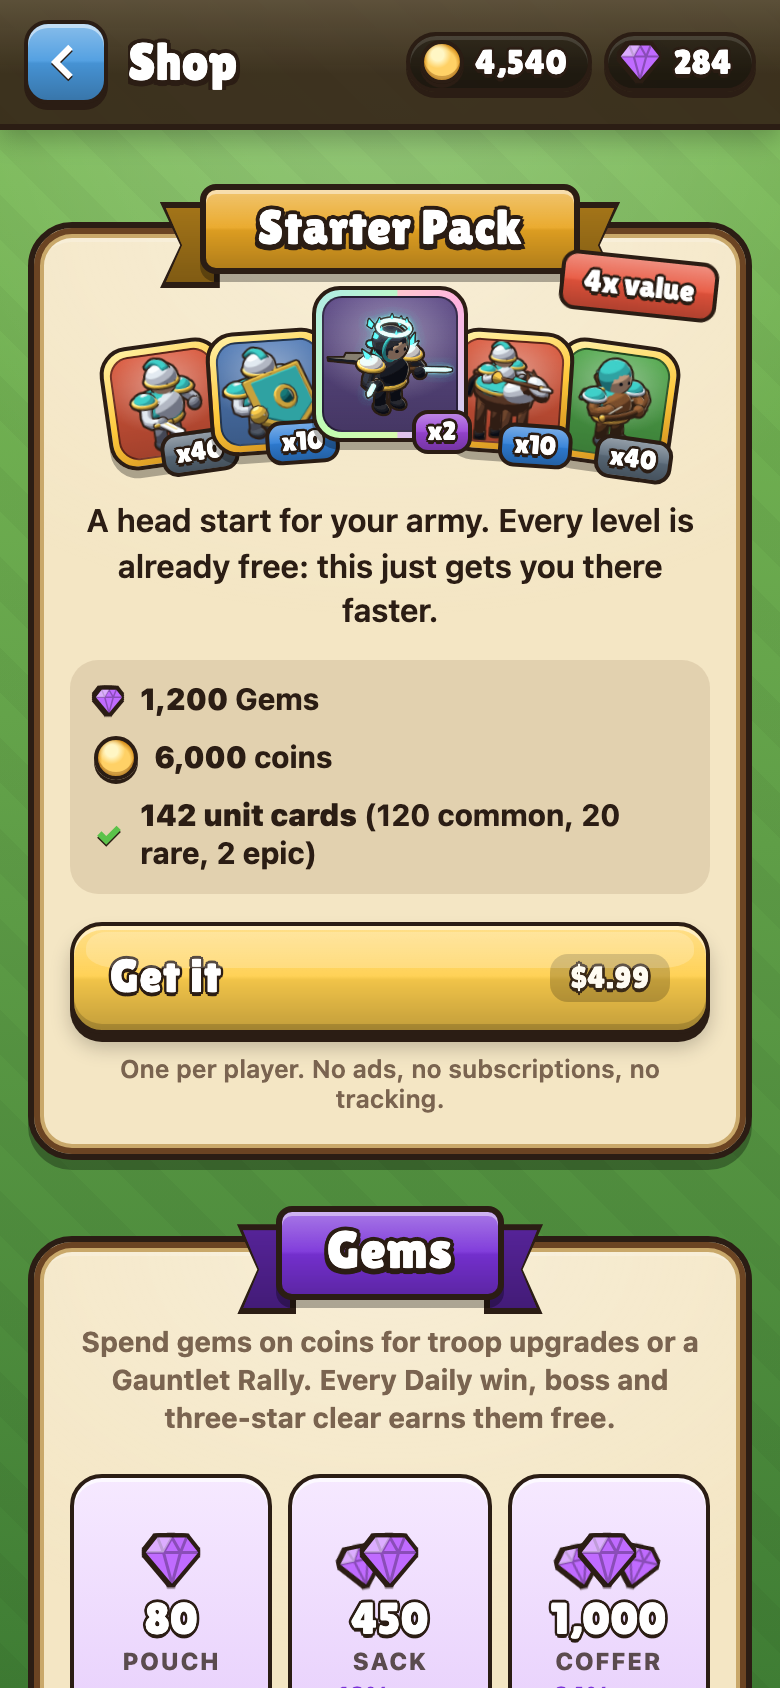 Shop
4,540
284
Starter Pack
4x value
x40
x10
x2
x10
x40
A head start for your army. Every level is
already free: this just gets you there
faster.
1,200 Gems
6,000 coins
142 unit cards (120 common, 20
rare, 2 epic)
Get it
$4.99
One per player. No ads, no subscriptions, no
tracking.
Gems
Spend gems on coins for troop upgrades or a
Gauntlet Rally. Every Daily win, boss and
three-star clear earns them free.
80
450
1,000
POUCH
SACK
COFFER